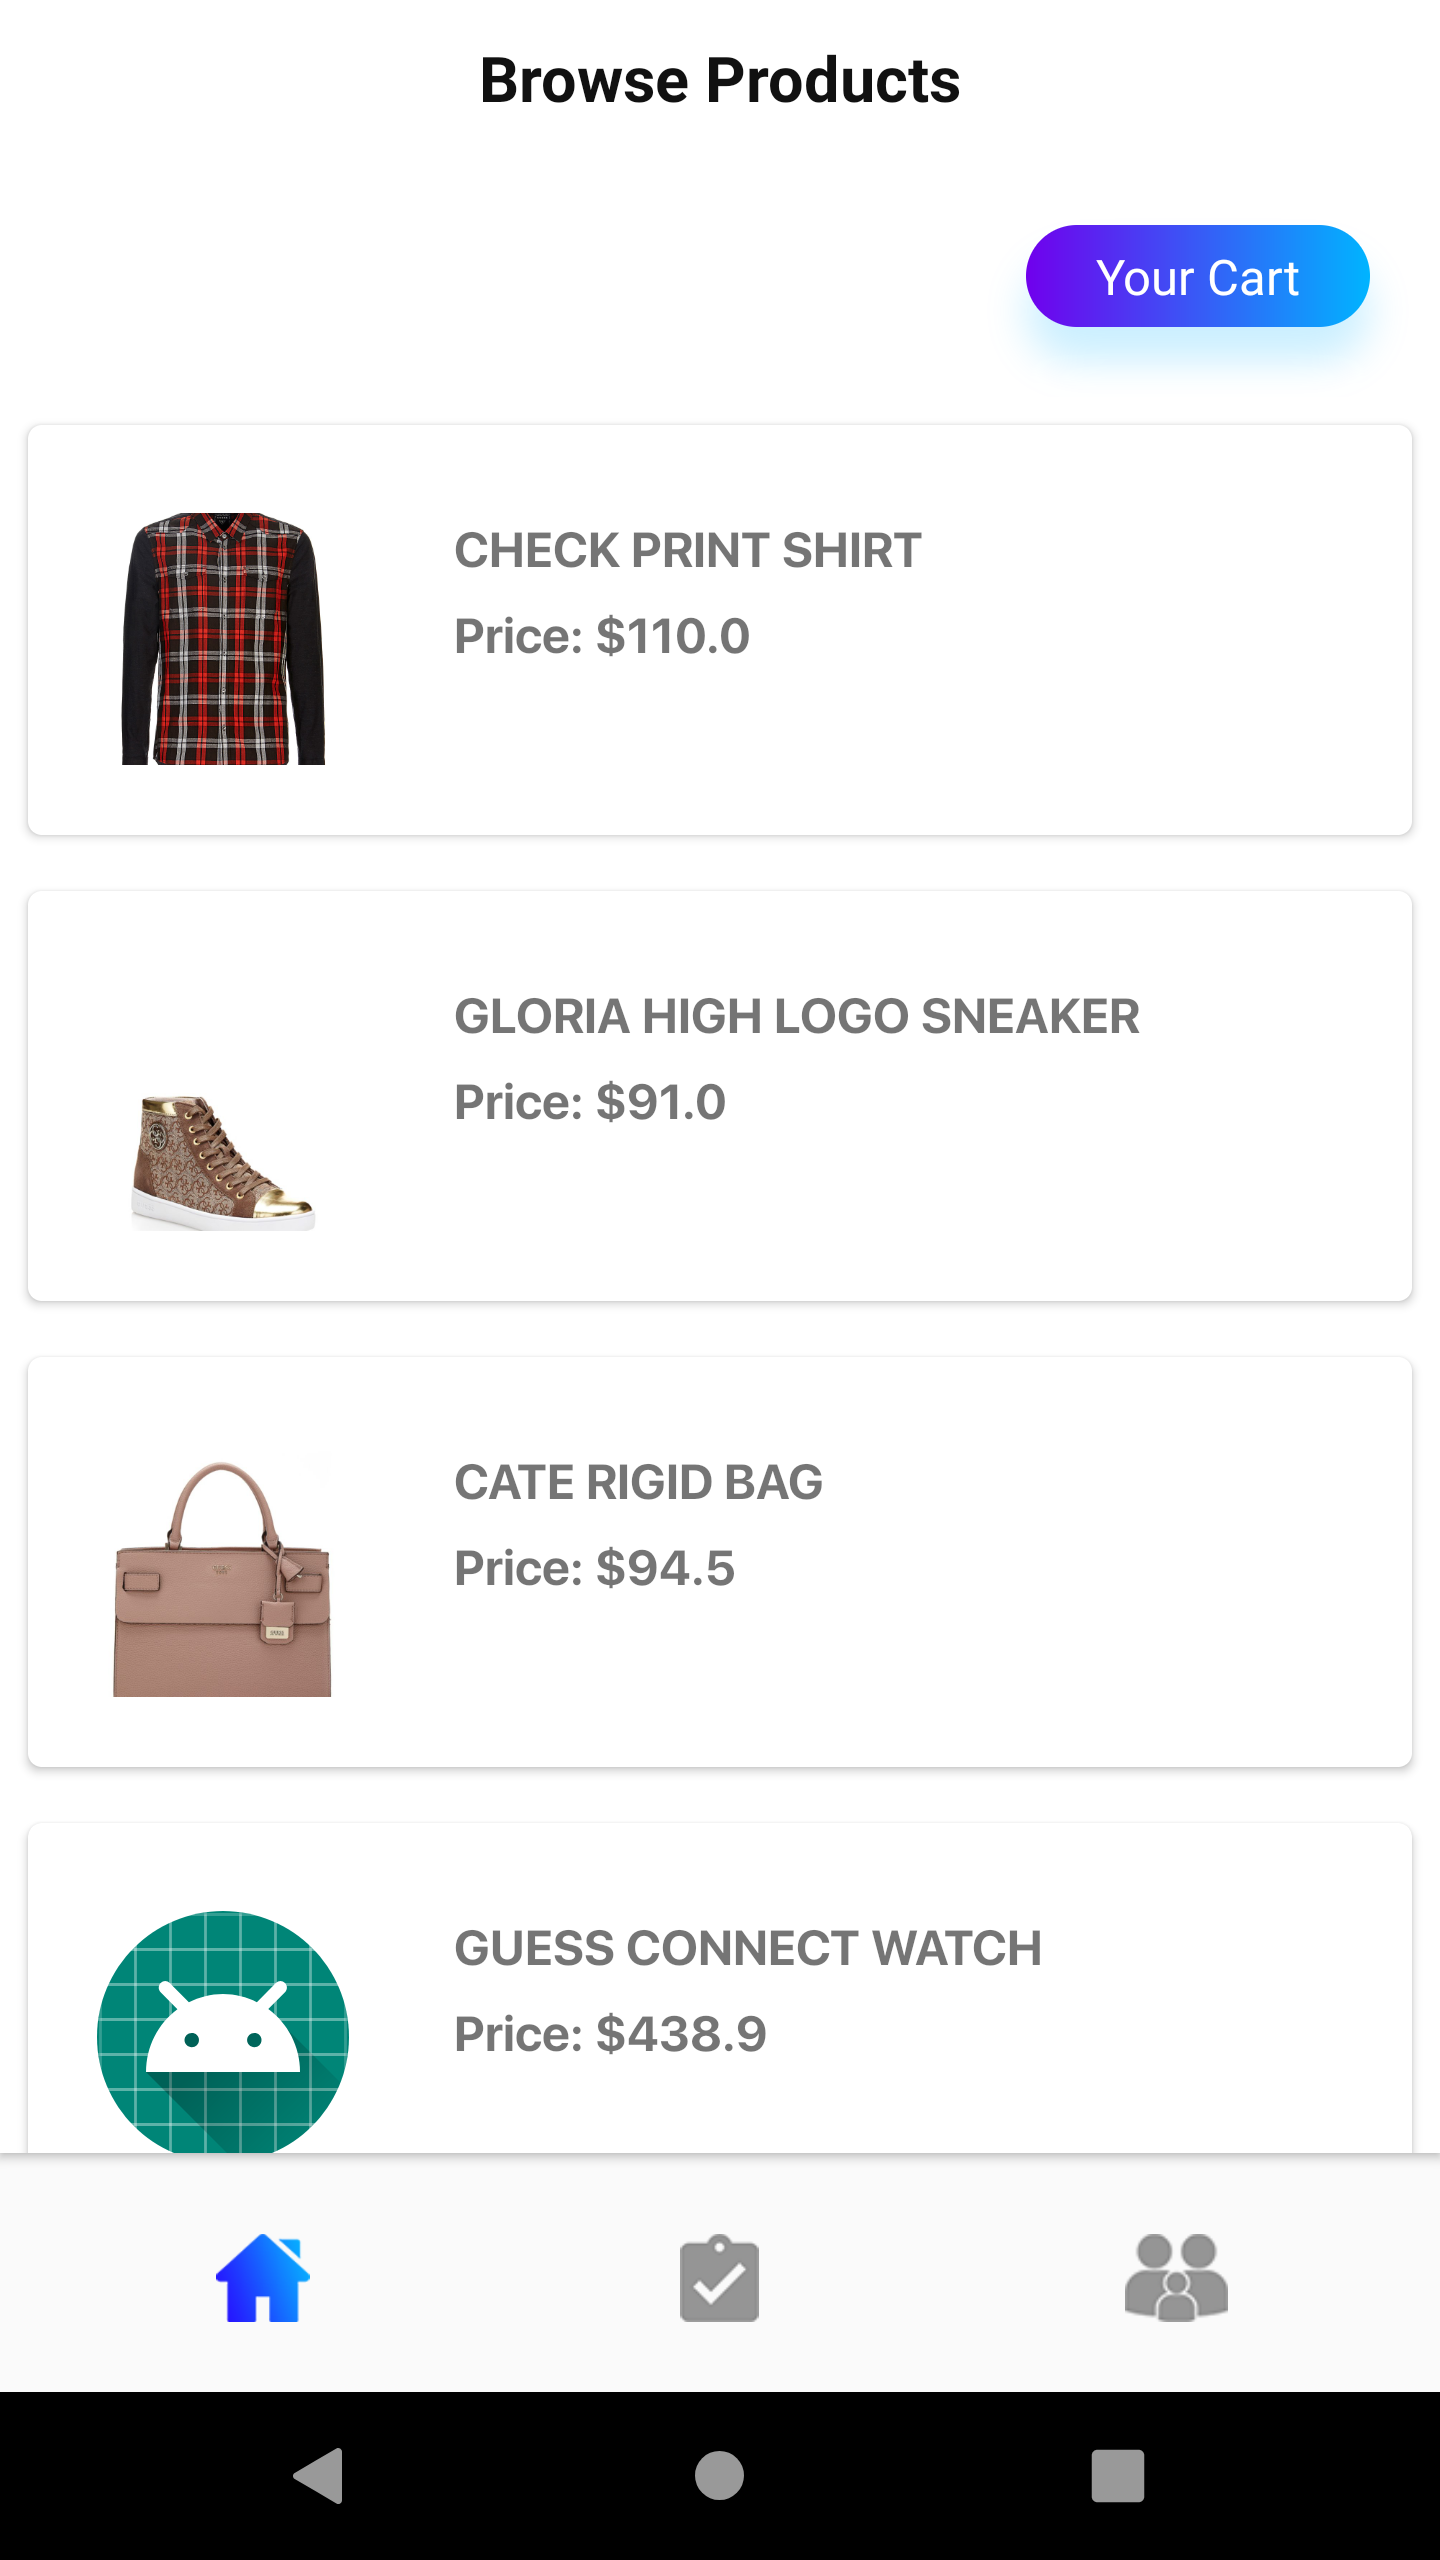 Browse Products
Your Cart
CHECK PRINT SHIRT
Price: $110.0
GLORIA HIGH LOGO SNEAKER
Price: $91.0
CATE RIGID BAG
Price: $94.5
GUESS CONNECT WATCH
Price: $438.9